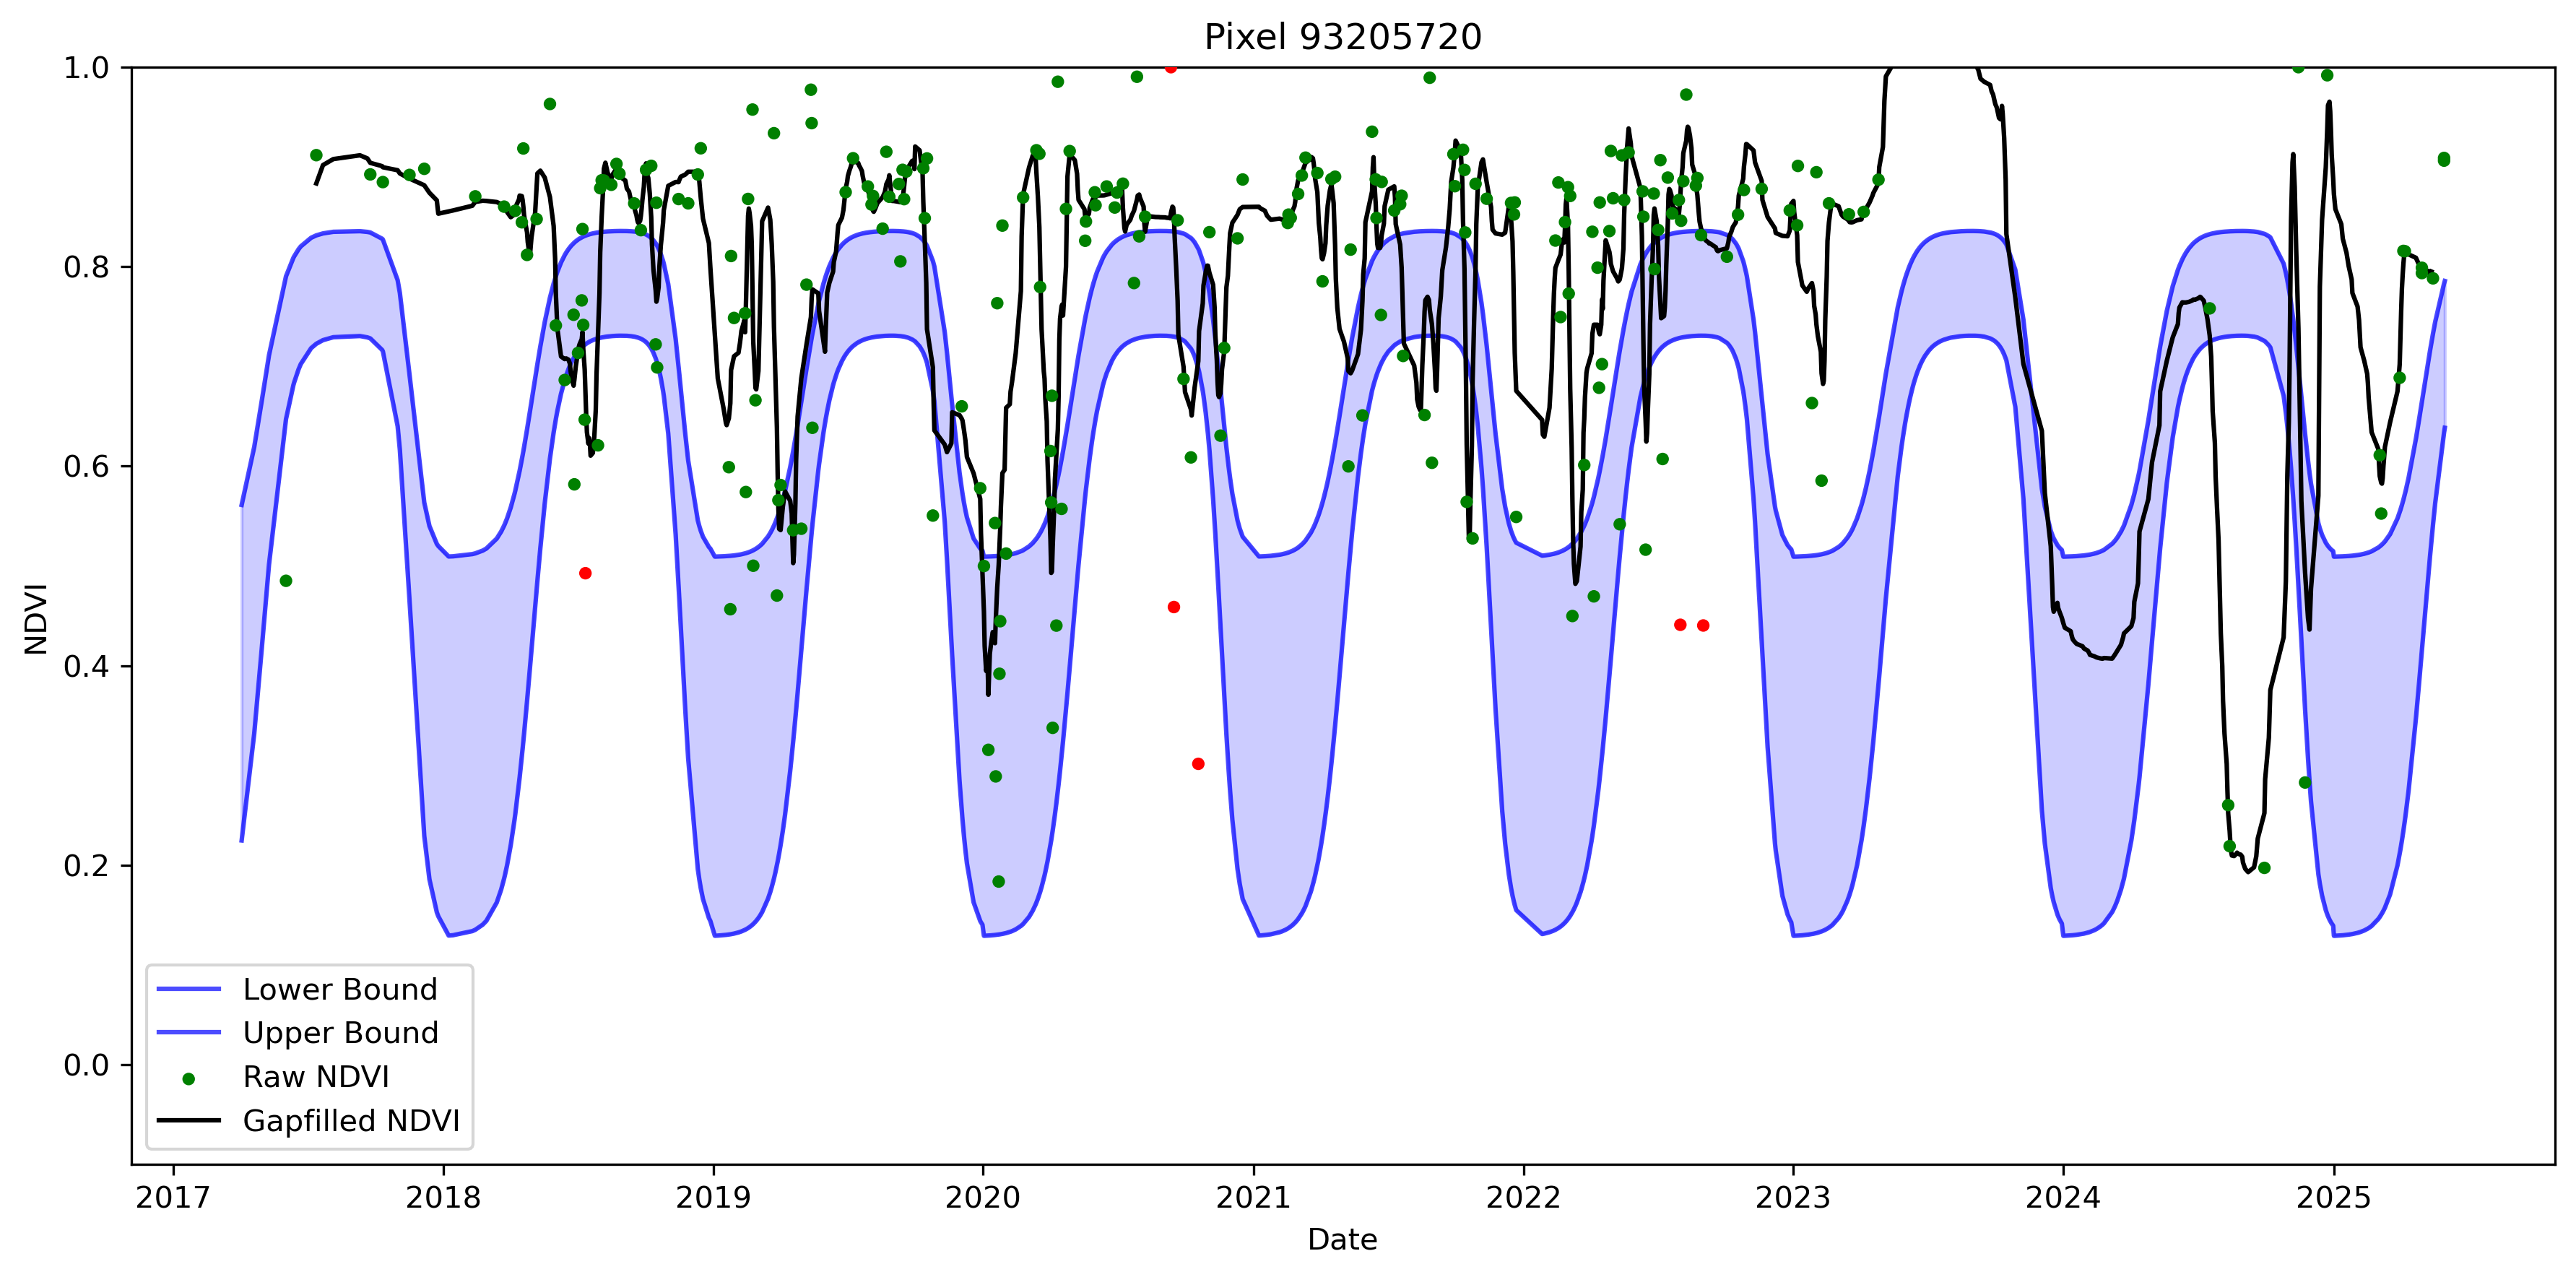 Pixel 93205720
1.0
0.8
0.6
0.4
0.2
0.0
NDVI
Lower Bound
Upper Bound
Raw NDVI
Gapfilled NDVI
2017 2018 2019 2020 2021 2022 2023 2024 2025
Date